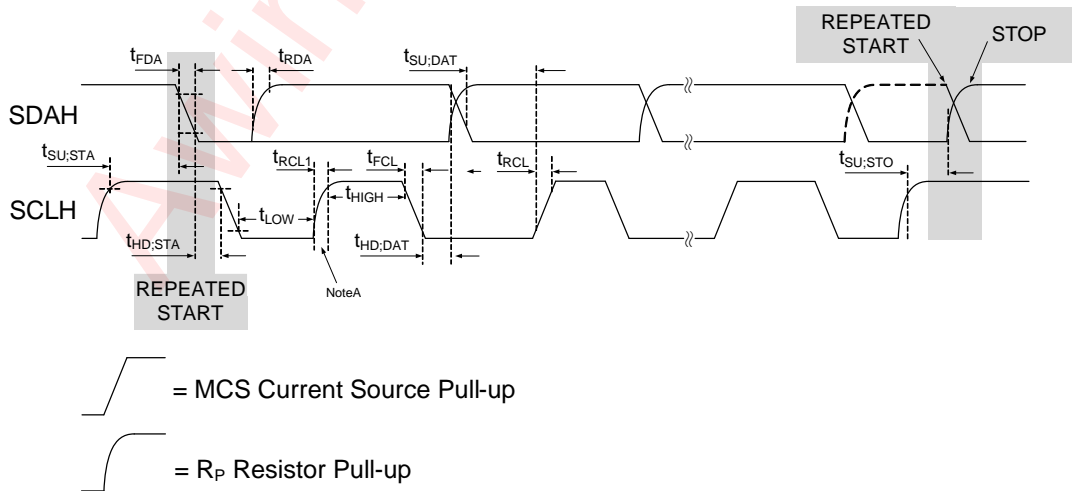 REPEATED
START
STOP
tFDA
tRDA
tSU;DAT
SDAH
tSU;STA
tRCL1
tFCL
tRCL
tSU;STO
SCLH
tHIGH
tLOW
tHD;STA
tHD;DAT
REPEATED
START
NoteA
= MCS Current Source Pull-up
= RP Resistor Pull-up